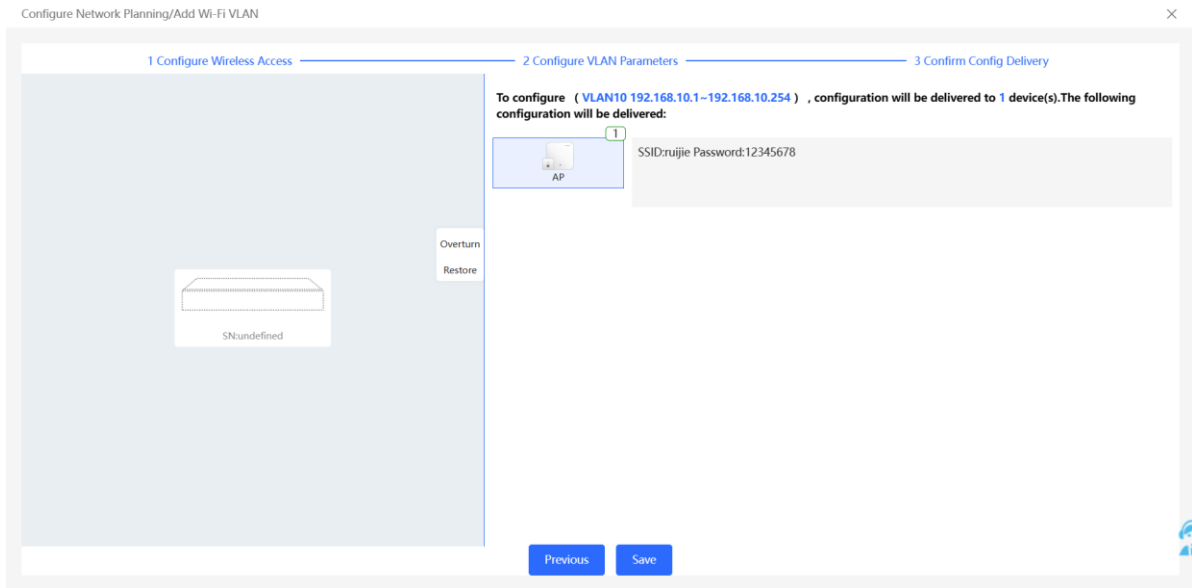 Configure Network Planning/Add Wi-Fi VLAN
1 Configure Wireless Access
2 Configure VLAN Parameters
3 Confirm Config Delivery
To configure ( VLAN10 192.168.10.1~192.168.10.254 ) , configuration will be delivered to 1 device(s).The following
configuration will be delivered:
1
AP
SSID:ruijie Password:12345678
Overturn
Restore
SN:undefined
Previous
Save